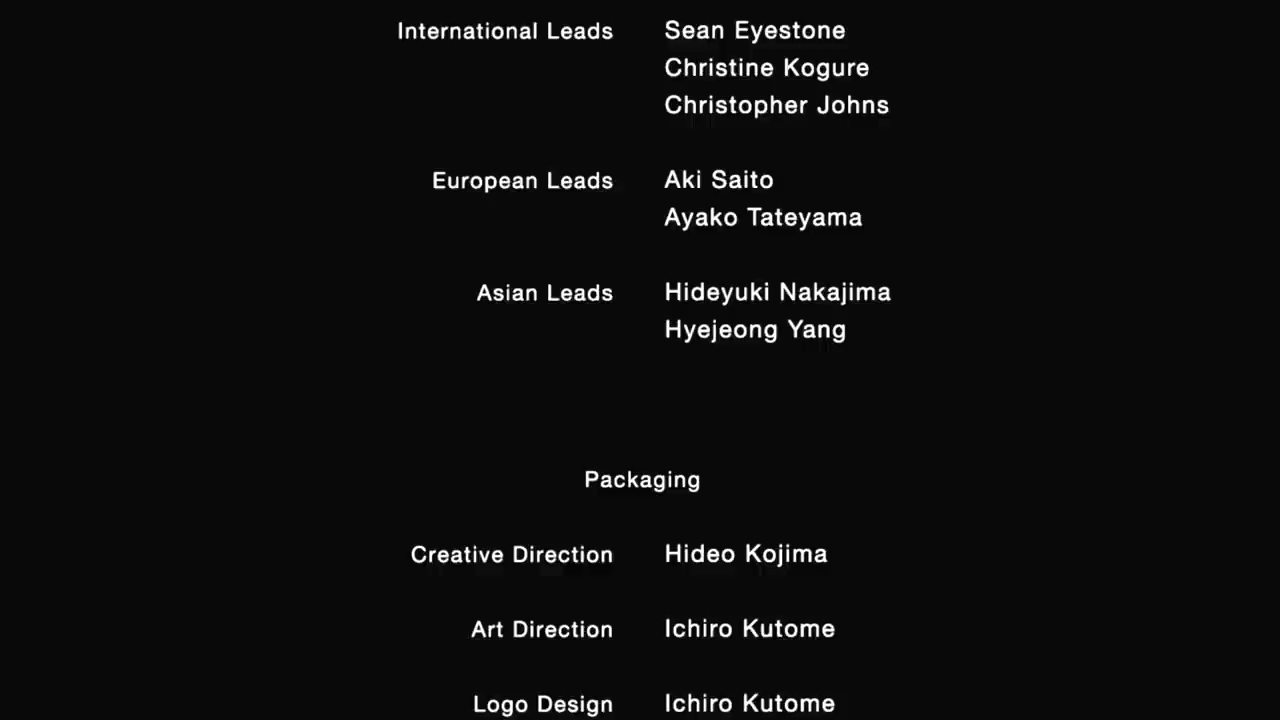 International Leads Sean Eyestone
Christine Kogure
Christopher Johns
European Leads Aki Saito
Ayako Tateyama
Asian Leads Hideyuki Nakajima
Hyejeong Yang
Packaging
Creative Direction Hideo Kojima
Art Direction Ichiro Kutome
Logo Design Ichiro Kutome